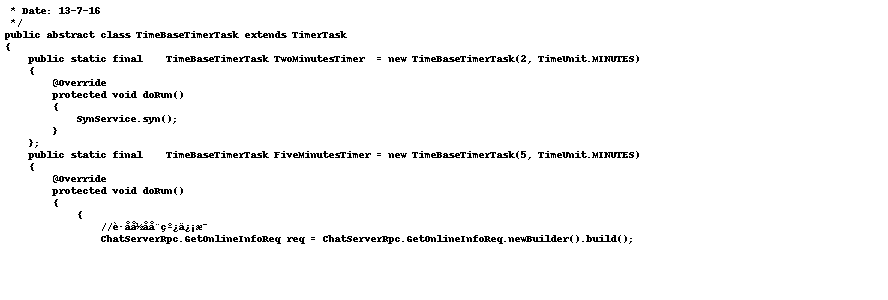 * Date: 13-7-16
*/
public abstract class TimeBaseTimerTask extends TimerTask
{
public static final TimeBaseTimerTask TwoMinutesTimer = new TimeBaseTimerTask(2, TimeUnit.MINUTES)
{
@Override
protected void doRun()
{
SynService.syn();
}
};
public static final TimeBaseTimerTask FiveMinutesTimer = new TimeBaseTimerTask(5, TimeUnit.MINUTES)
{
@Override
protected void doRun()
{
{
//
ChatServerRpc.GetOnlineInfoReq req = ChatServerRpc.GetOnlineInfoReq.newBuilder().build();